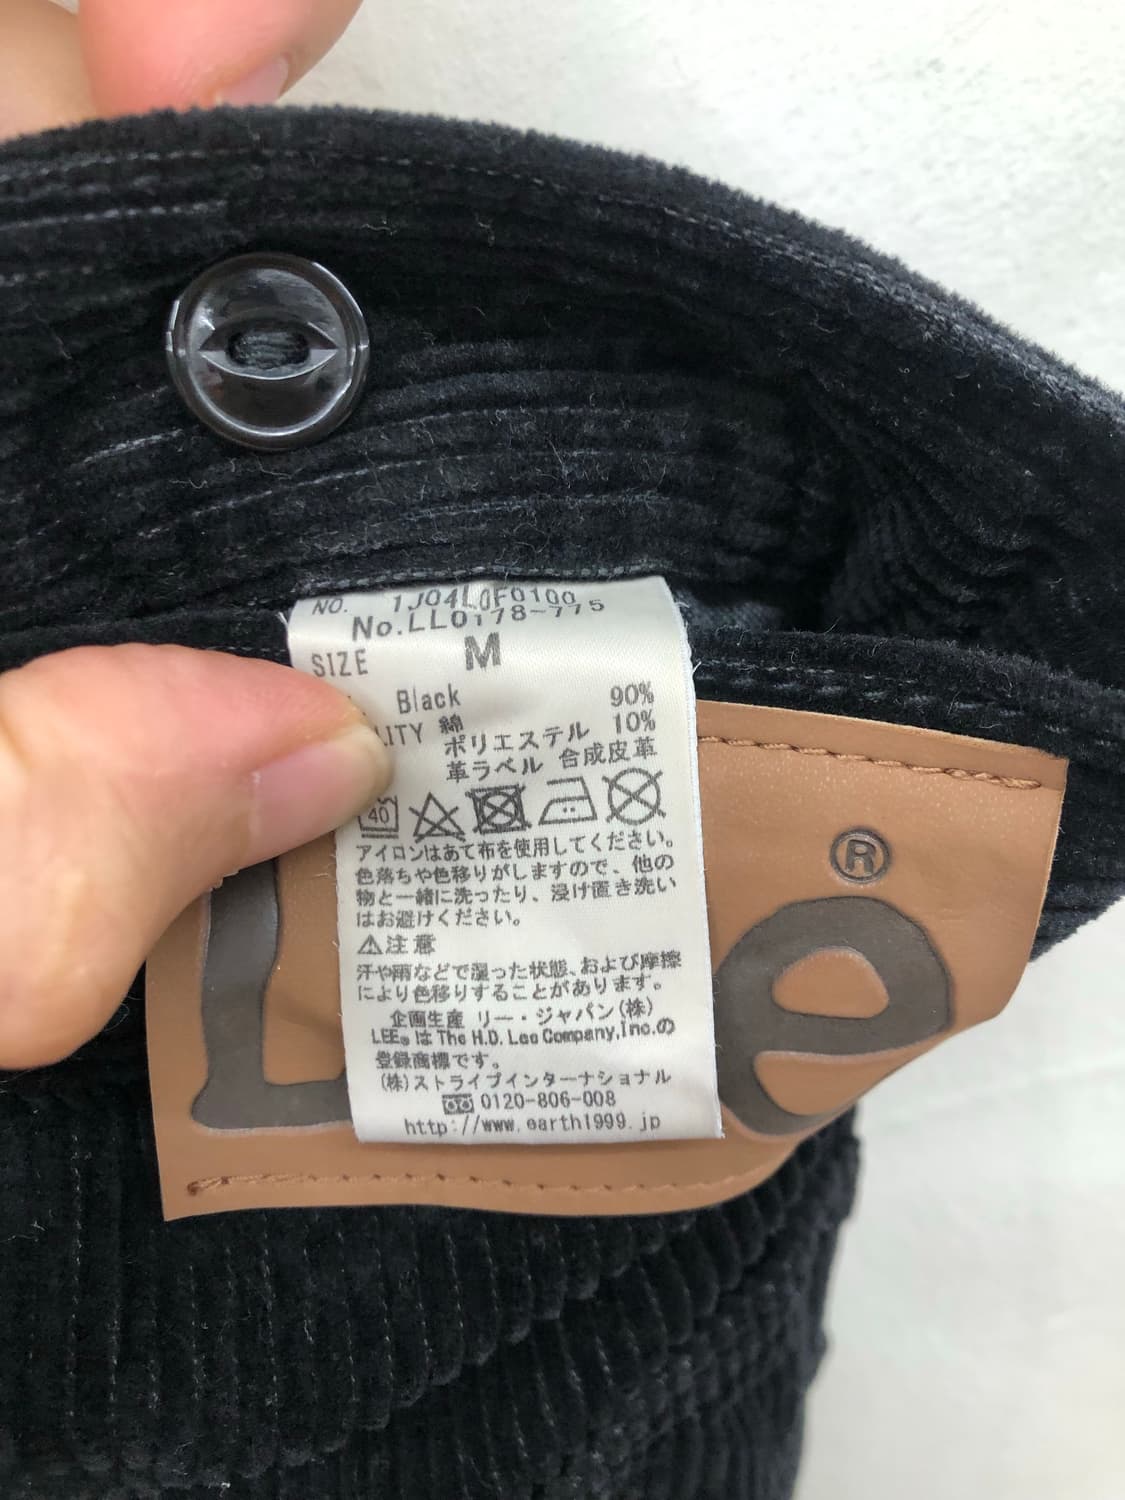 NO. 1J04L0F0100
No.LL0178-775
SIZE M
Black 90%
LITY 綿 10%
ポリエステル
革ラベル 合成皮革
40
アイロンはあて布を使用してください。
色落ちや色移りがしますので、他の
物と一緒に洗ったり、浸け置き洗い
はお避けください。
⚠注意
汗や雨などで湿った状態、および摩擦
により色移りすることがあります。
企画生産 リー・ジャパン(株)
LEE®はThe H.D. Lee Company,Inc.の
登録商標です。
(株)ストライプインターナショナル
0120-806-008
http://www.earth1999.jp
®
L e